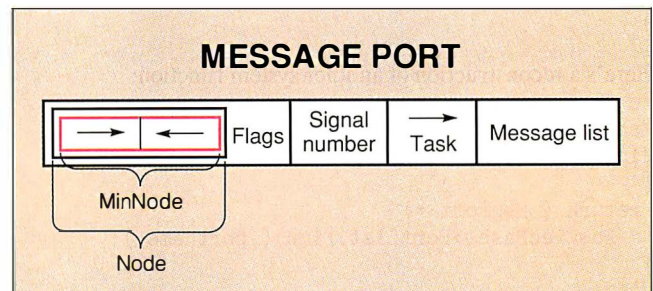 MESSAGE PORT
Flags
Signal
number
Task
Message list
MinNode
Node